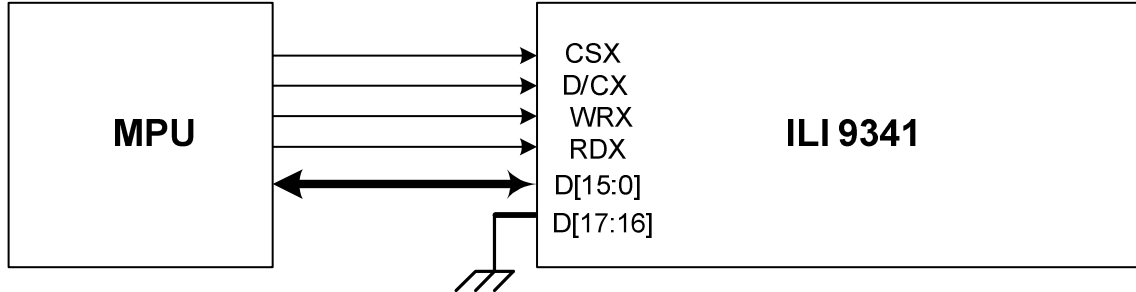 MPU
CSX
D/CX
WRX
RDX
D[15:0]
D[17:16]
ILI 9341